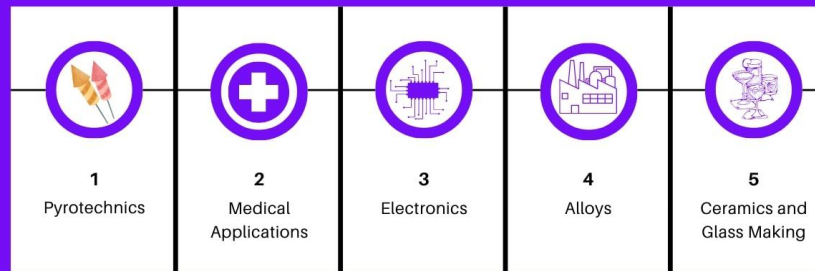 1
Pyrotechnics
2
Medical
Applications
3
Electronics
4
Alloys
5
Ceramics and
Glass Making